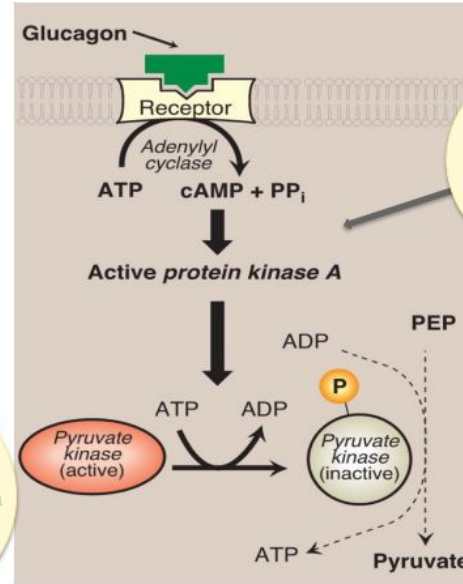 Glucagon
Receptor
Adenylyl
cyclase
ATP cAMP + PPi
Active protein kinase A
PEP
ADP
P
ATP ADP
Pyruvate
kinase
(active)
Pyruvate
kinase
(inactive)
ATP
Pyruvate